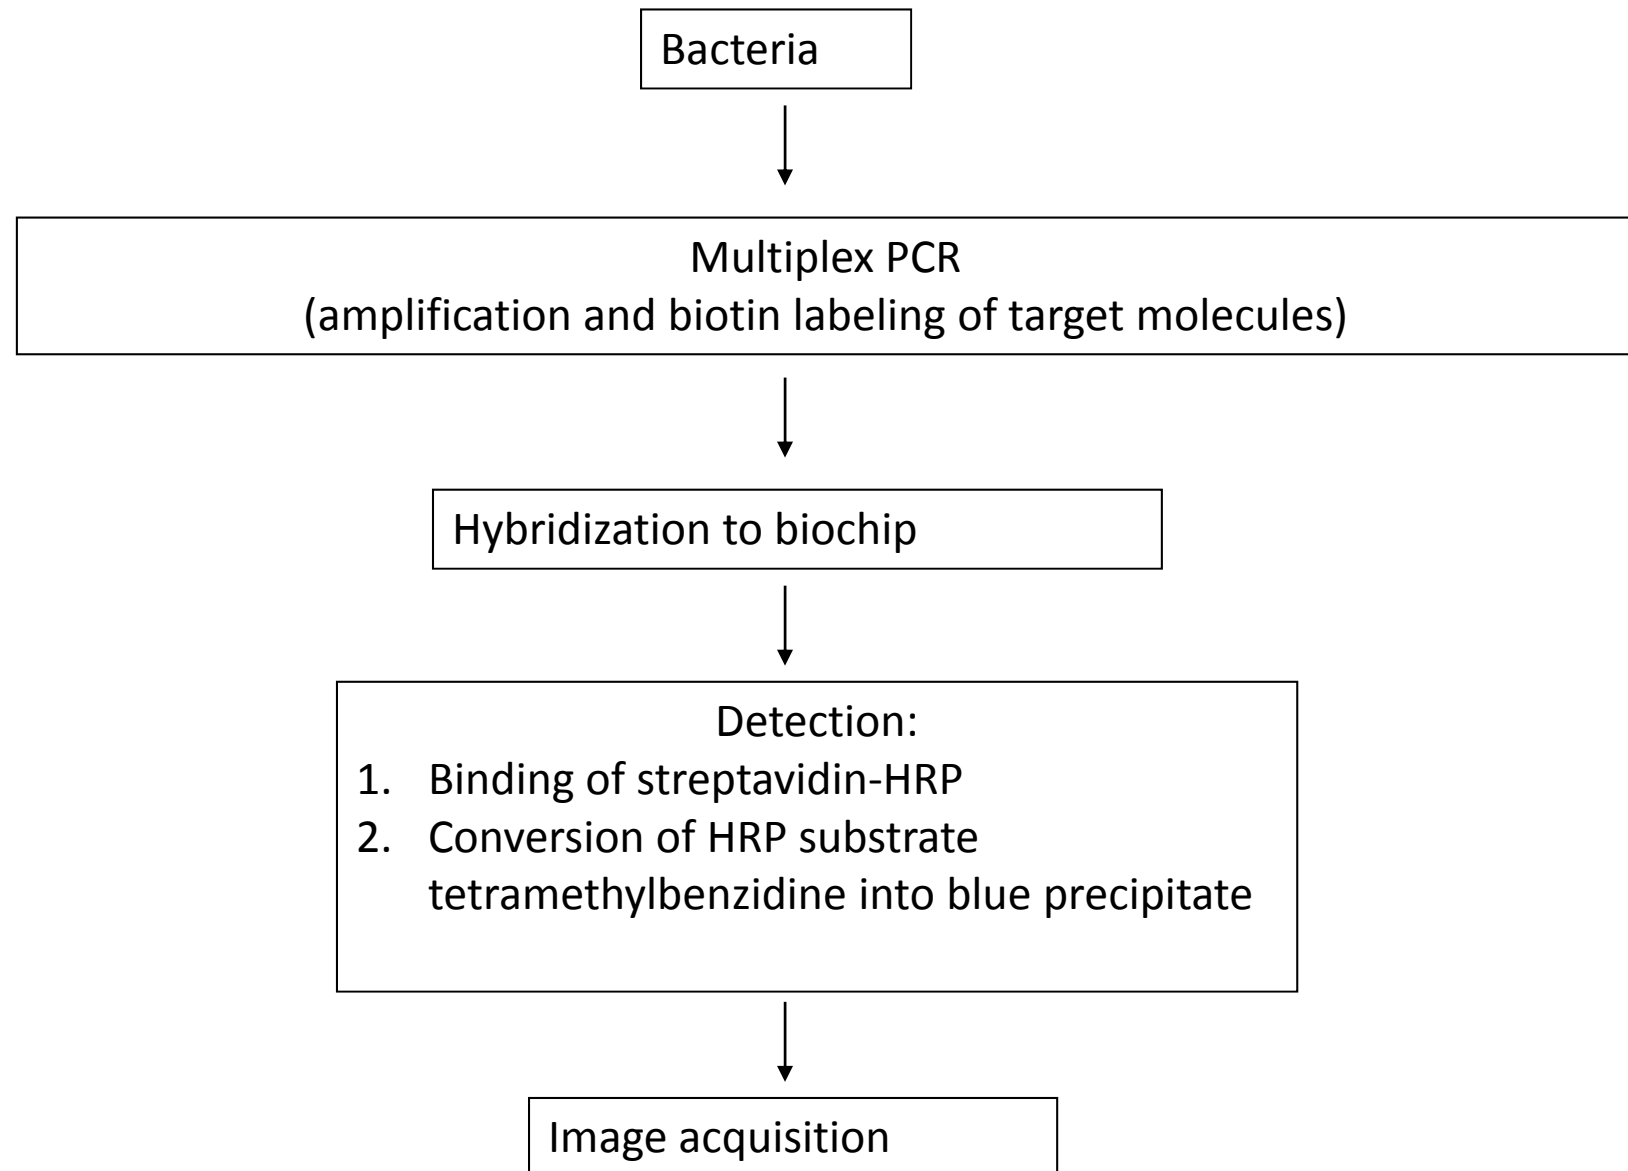 Bacteria
Multiplex PCR
(amplification and biotin labeling of target molecules)
Hybridization to biochip
Detection:
1. Binding of streptavidin-HRP
2. Conversion of HRP substrate
tetramethylbenzidine into blue precipitate
Image acquisition